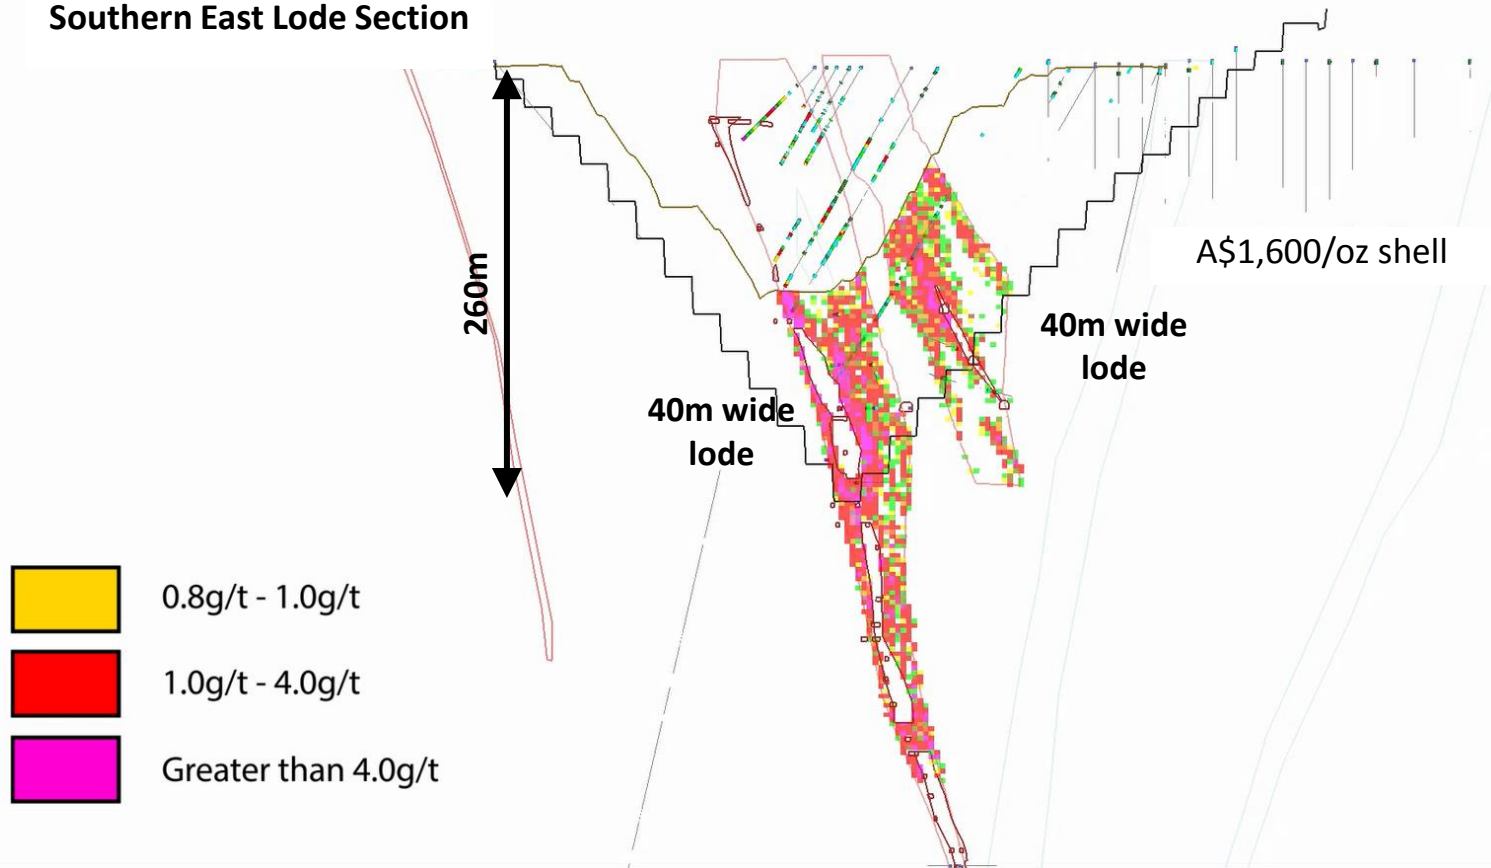 Southern East Lode Section
260m
A$1,600/oz shell
40m wide
lode
40m wide
lode
0.8g/t - 1.0g/t
1.0g/t - 4.0g/t
Greater than 4.0g/t